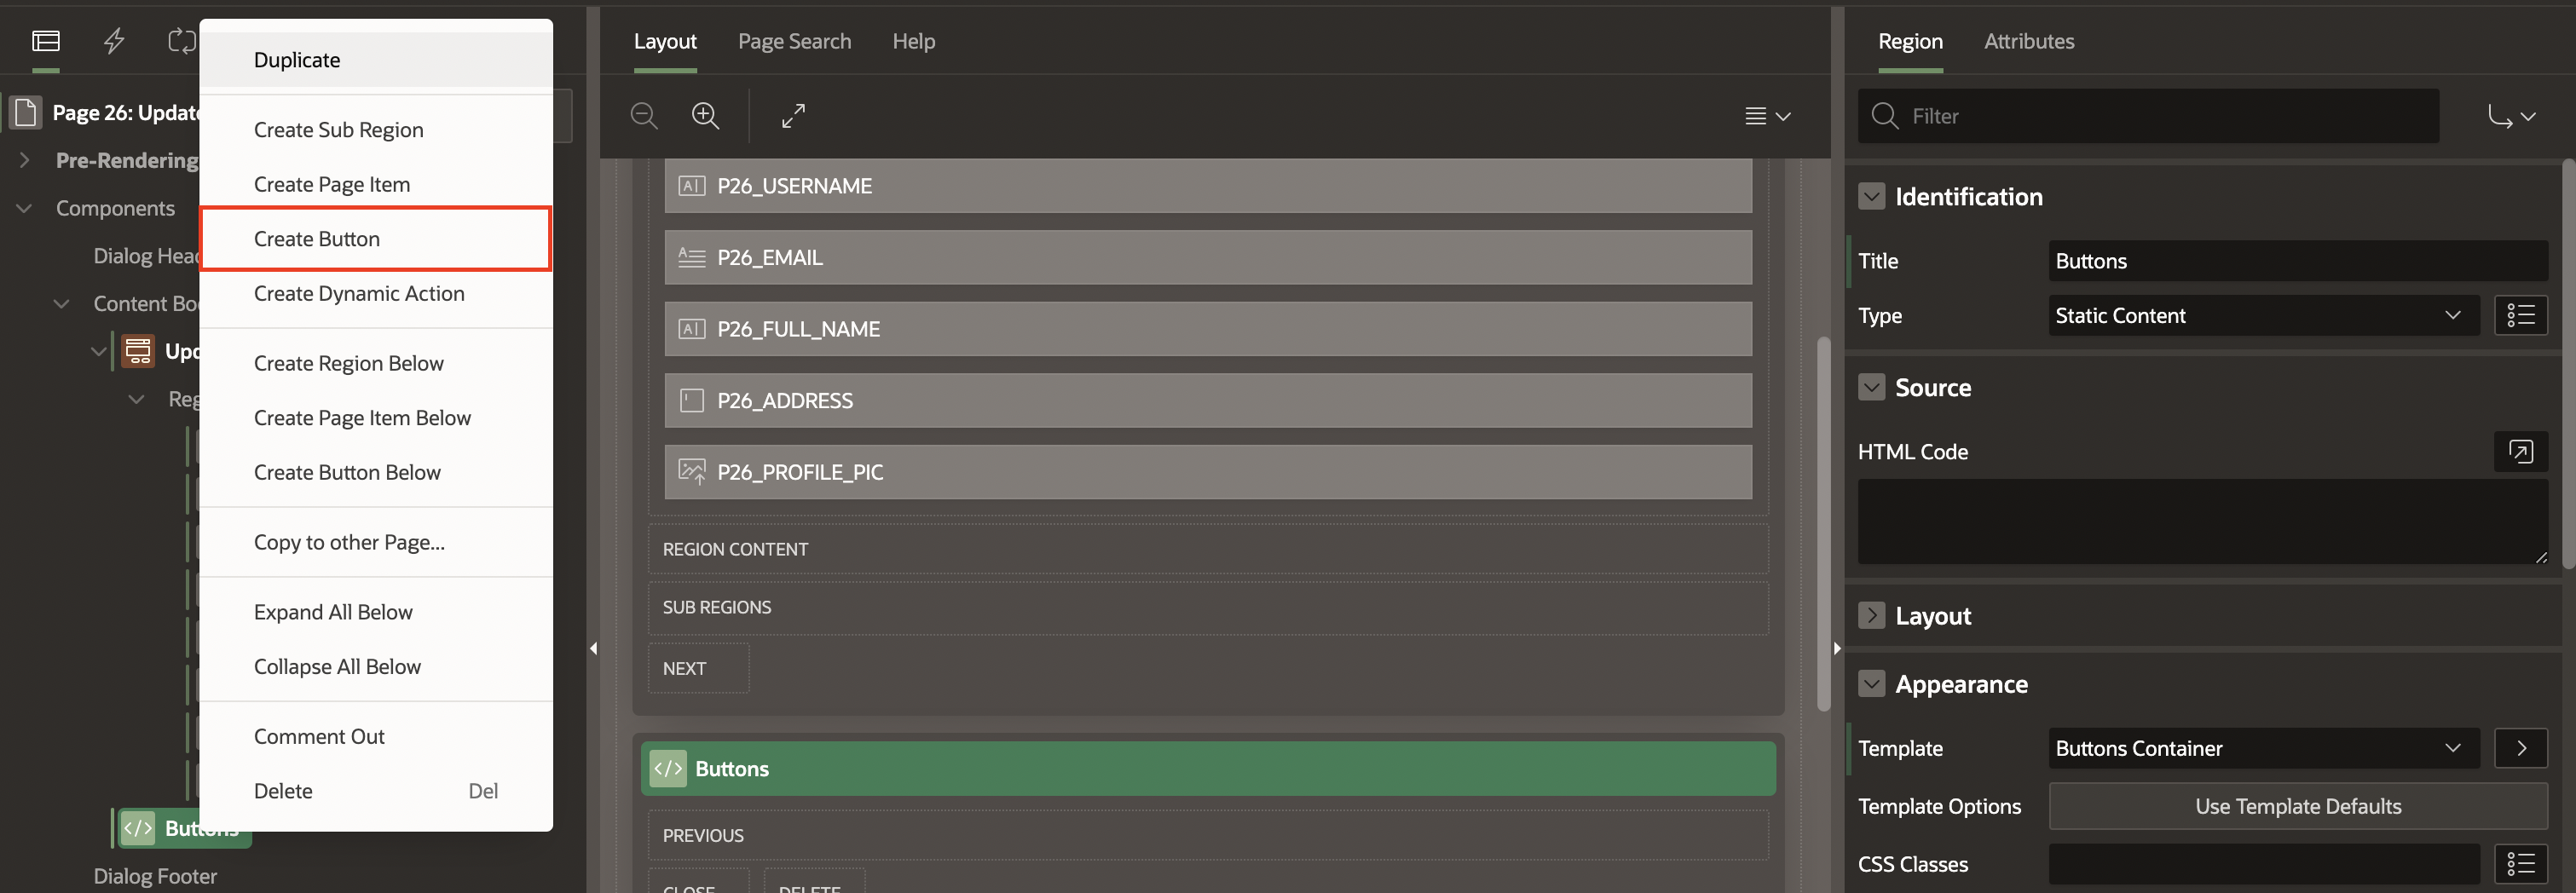 Page 26: Update
Pre-Rendering
Components
Dialog Head
Content Bo
Upd
Reg
Buttons
Dialog Footer
Duplicate
Create Sub Region
Create Page Item
Create Button
Create Dynamic Action
Create Region Below
Create Page Item Below
Create Button Below
Copy to other Page...
Expand All Below
Collapse All Below
Comment Out
Delete Del
Layout Page Search Help
P26_USERNAME
P26_EMAIL
P26_FULL_NAME
P26_ADDRESS
P26_PROFILE_PIC
REGION CONTENT
SUB REGIONS
NEXT
Buttons
PREVIOUS
CLOSE DELETE
Region Attributes
Filter
Identification
Title Buttons
Type Static Content
Source
HTML Code
Layout
Appearance
Template Buttons Container
Template Options Use Template Defaults
CSS Classes